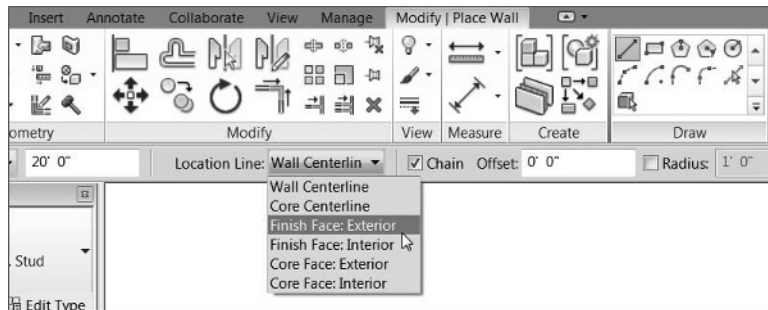 Insert Annotate Collaborate View Manage Modify | Place Wall
ometry Modify View Measure Create Draw
20' 0" Location Line: Wall Centerlin Chain Offset: 0' 0" Radius: 1' 0"
Wall Centerline
Core Centerline
Finish Face: Exterior
Finish Face: Interior
Core Face: Exterior
Core Face: Interior
. Stud
Edit Type